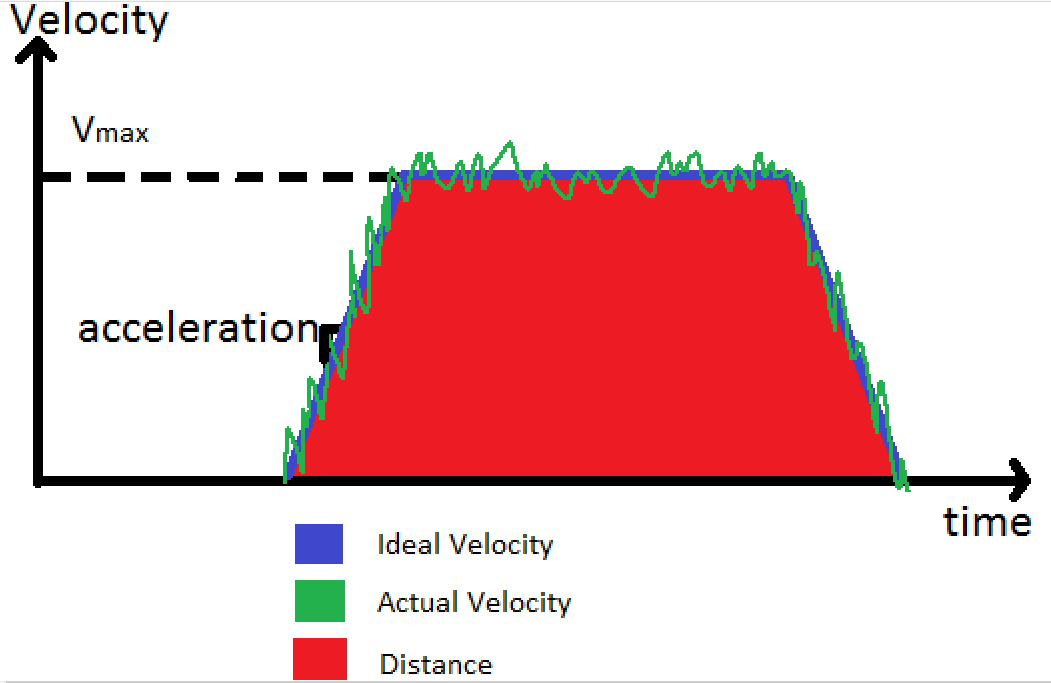 Velocity
Vmax
acceleration
time
Ideal Velocity
Actual Velocity
Distance